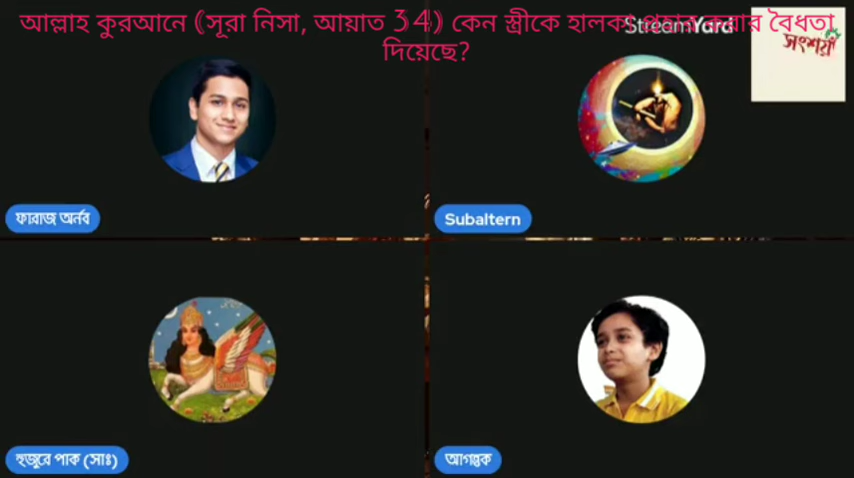 আল্লাহ কুরআনে (সূরা নিসা, আয়াত 34) কেন স্ত্রীকে হালকা প্রহার করার বৈধতা
দিয়েছে?
StreamYard
সংশয়
ফারাজ অর্নব
Subaltern
হুজুরে পাক (সাঃ)
আগন্তুক